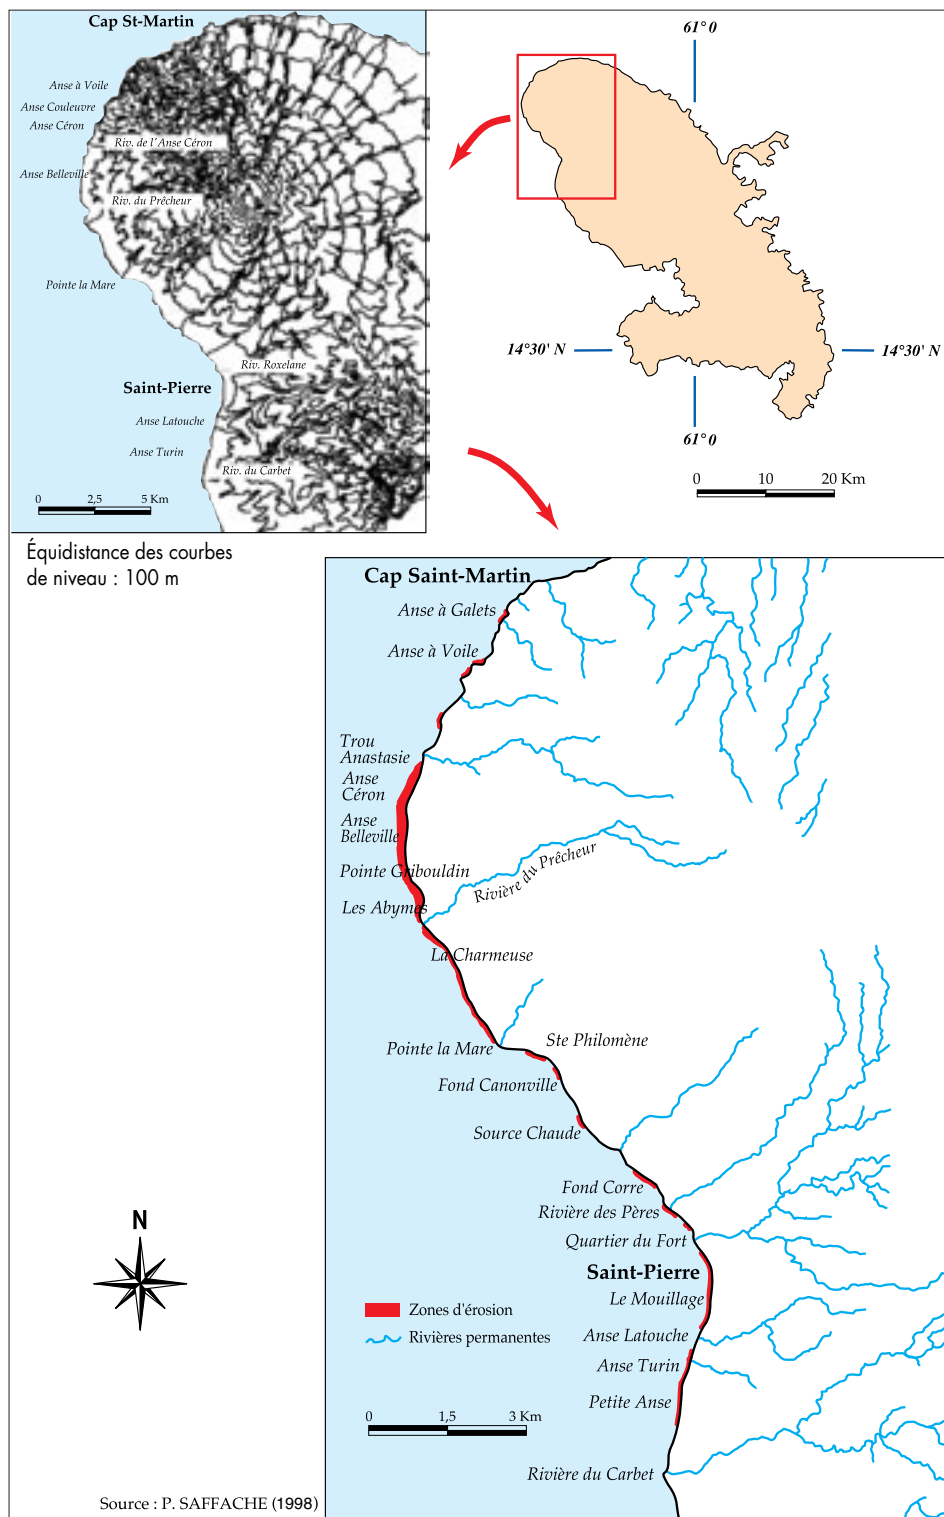 Cap St-Martin
Anse à Voile
Anse Couleuvre
Anse Céron
Riv. de l'Anse Céron
Anse Belleville
Riv. du Prêcheur
Pointe la Mare
Riv. Roxelane
Saint-Pierre
Anse Latouche
Anse Turin
Riv. du Carbet
0 2,5 5 Km
Équidistance des courbes
de niveau : 100 m
61° 0
14°30' N
14°30' N
61° 0
0 10 20 Km
Cap Saint-Martin
Anse à Galets
Anse à Voile
Trou
Anastasie
Anse
Céron
Anse
Belleville
Pointe Gribouldin
Rivière du Prêcheur
Les Abymes
La Charmeuse
Pointe la Mare
Ste Philomène
Fond Canonville
Source Chaude
Fond Corre
Rivière des Pères
Quartier du Fort
Saint-Pierre
Le Mouillage
Anse Latouche
Anse Turin
Petite Anse
Rivière du Carbet
N
Zones d'érosion
Rivières permanentes
0 1,5 3 Km
Source : P. SAFFACHE (1998)